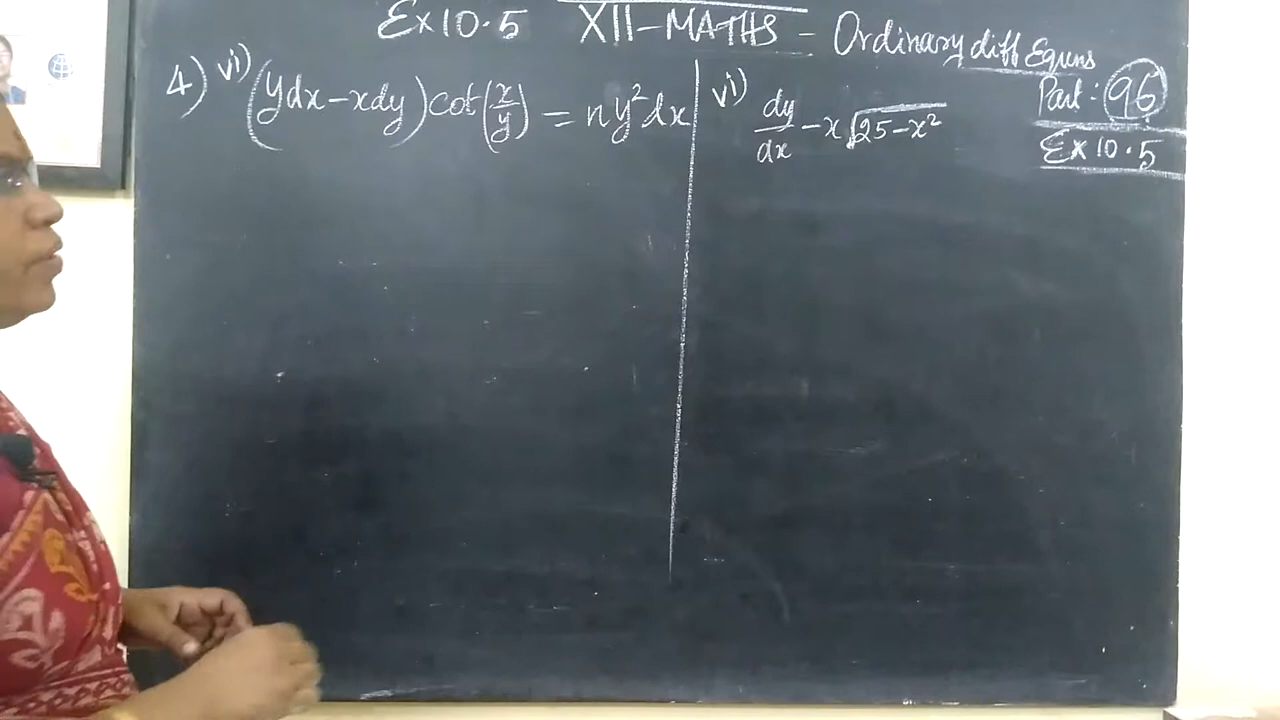 Ex 10.5 XII-MATHS - Ordinary diff Equns
Part: 96
Ex 10.5
4) vi) (ydx-xdy)cot(x/y) = ny²dx
vi) dy/dx - x√25-x²